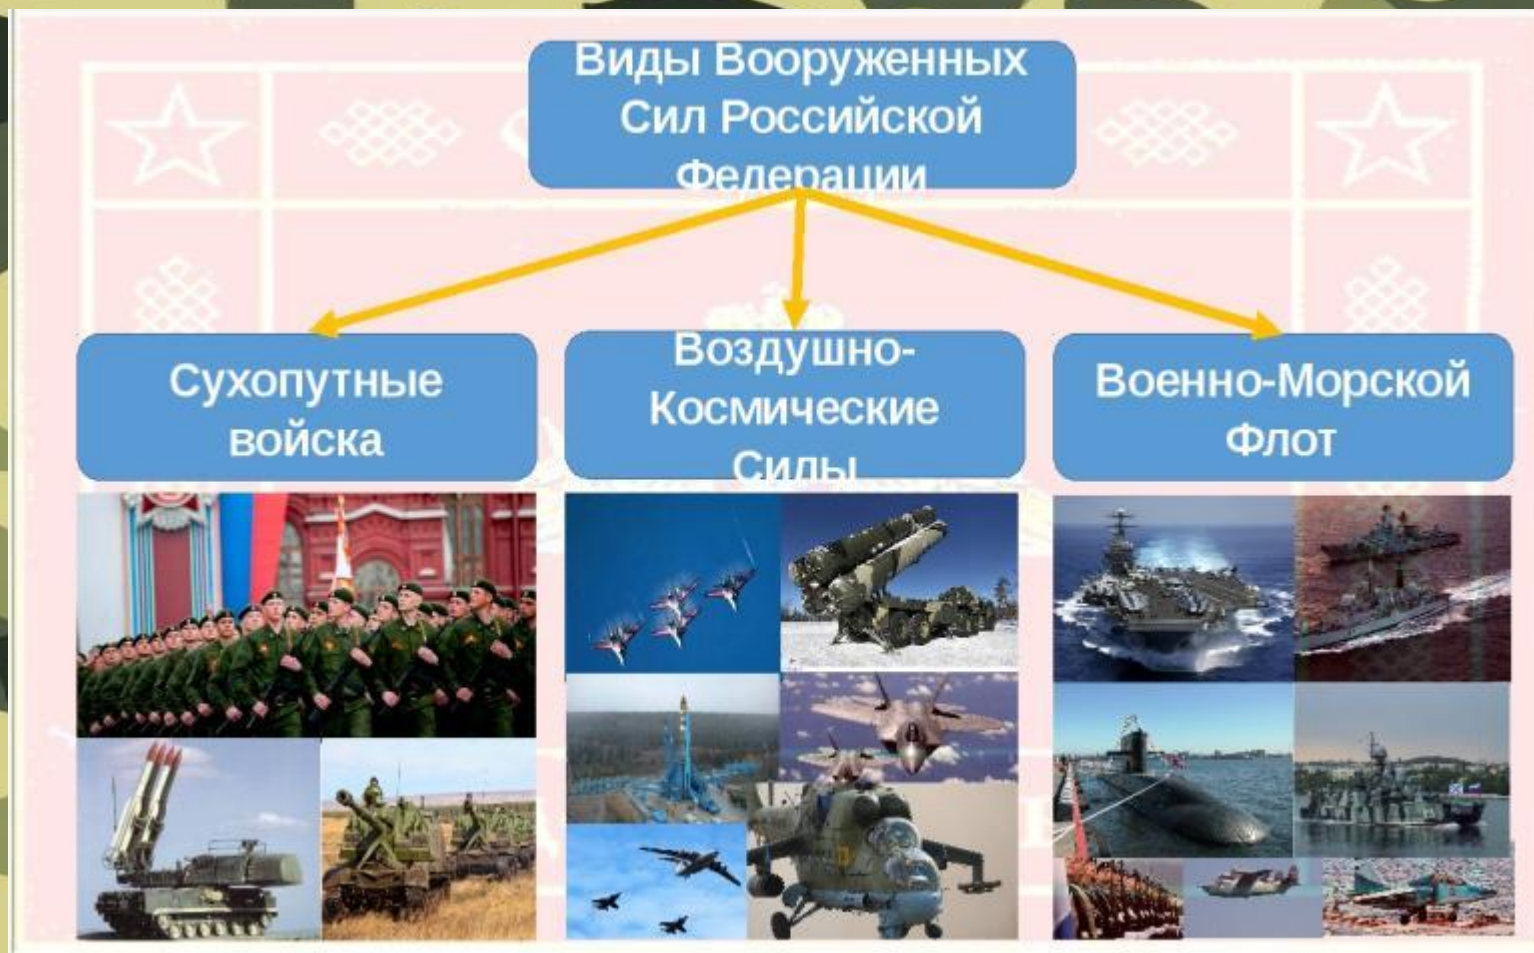 Виды Вооруженных
Сил Российской
Федерации
Сухопутные
войска
Воздушно-
Космические
Силы
Военно-Морской
Флот